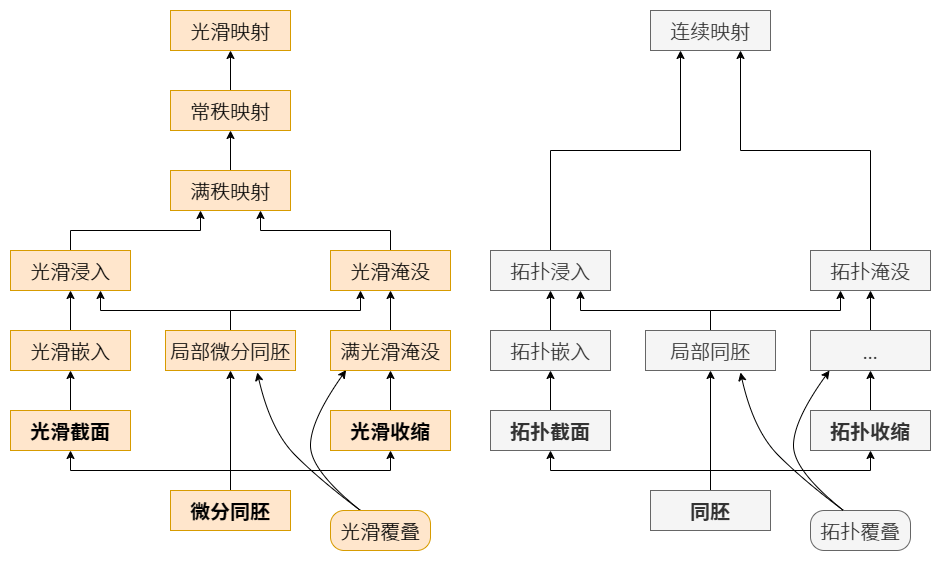 光滑映射
连续映射
常秩映射
满秩映射
光滑浸入
光滑淹没
拓扑浸入
拓扑淹没
光滑嵌入
局部微分同胚
满光滑淹没
拓扑嵌入
局部同胚
...
光滑截面
光滑收缩
拓扑截面
拓扑收缩
微分同胚
同胚
光滑覆叠
拓扑覆叠